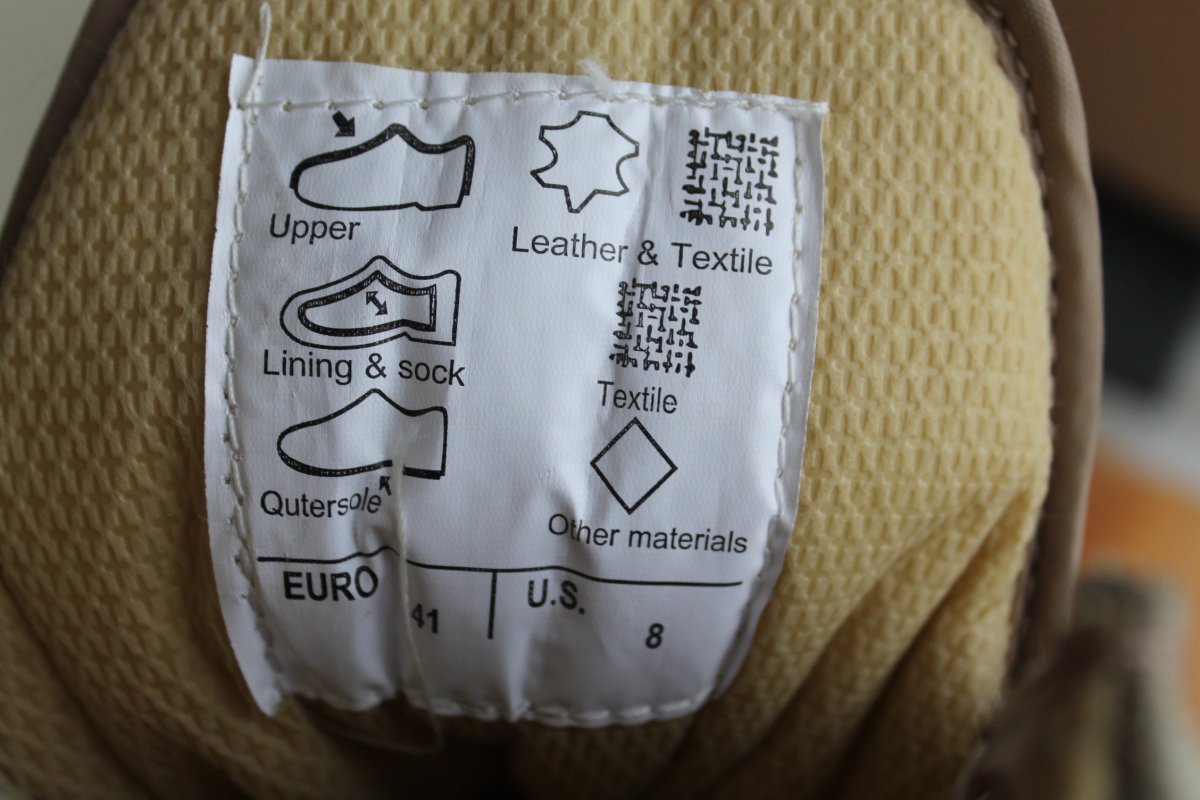 Upper
Leather & Textile
Lining & sock
Textile
Qutersole
Other materials
EURO 41 U.S. 8